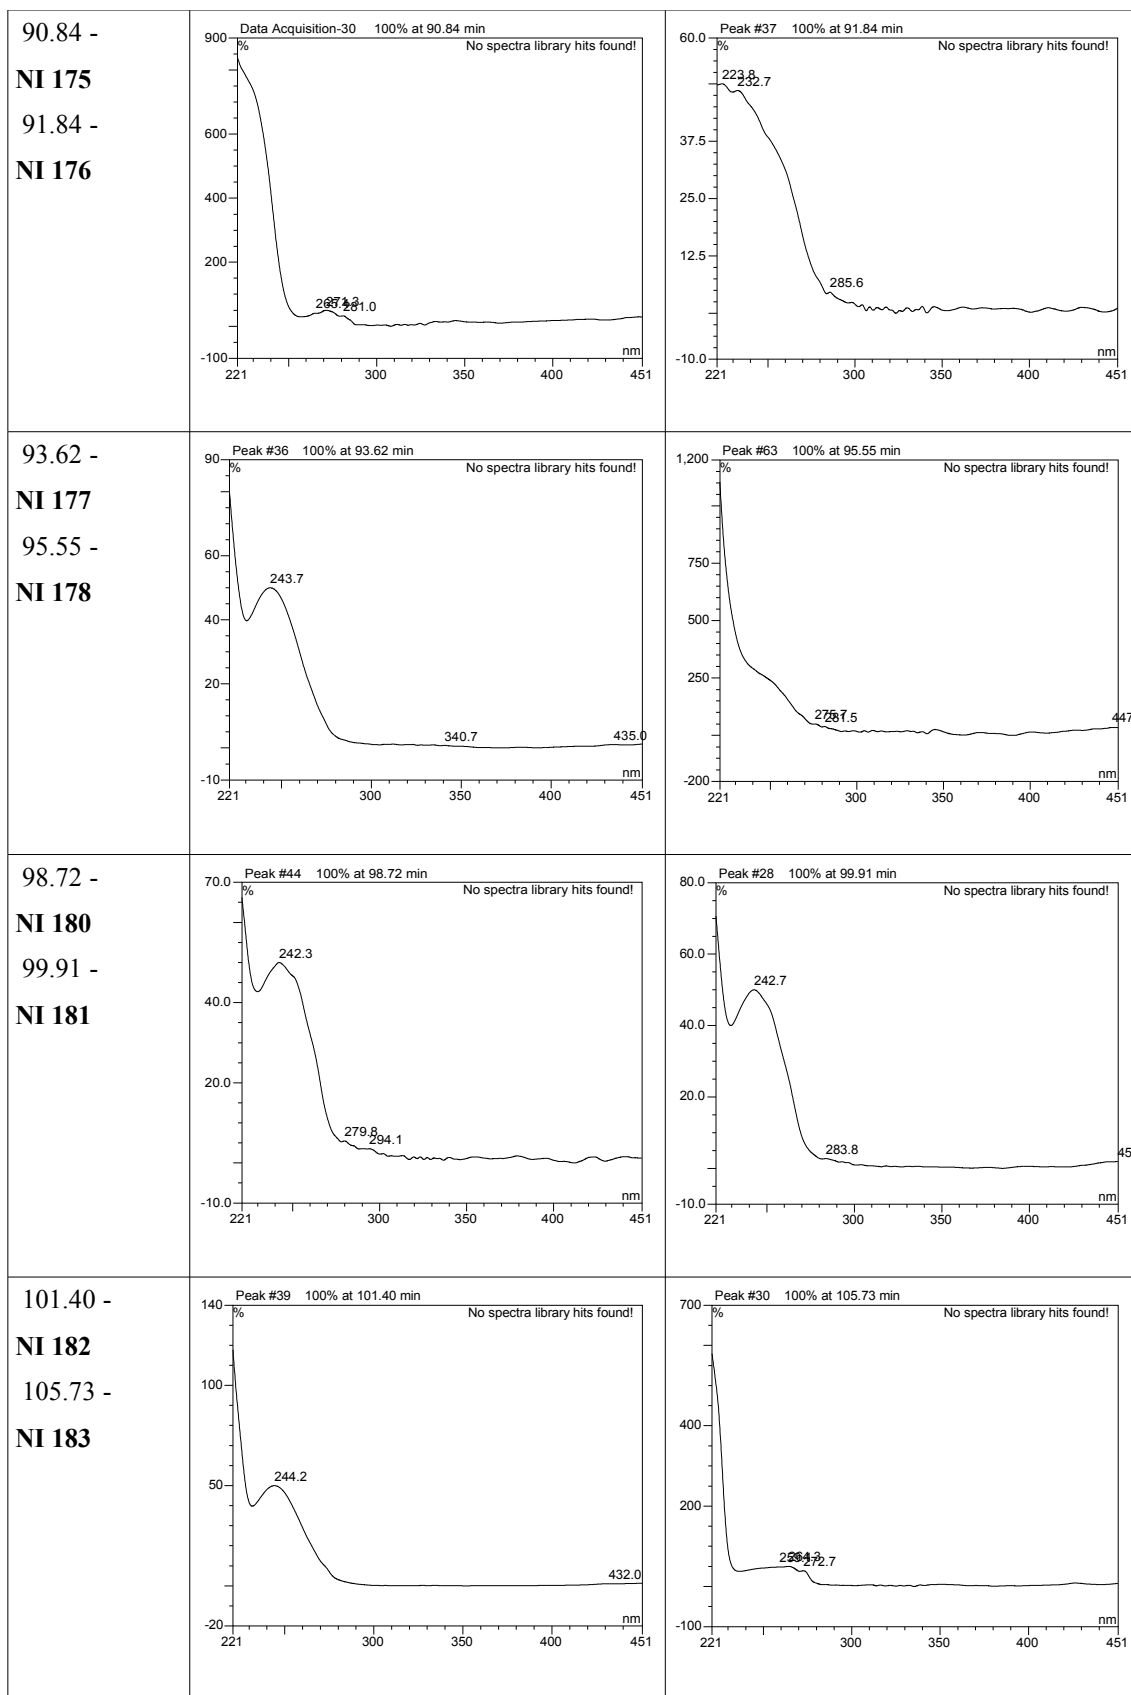 90.84 -
NI 175
91.84 -
NI 176
Data Acquisition-30 100% at 90.84 min
900
%
No spectra library hits found!
600
400
200
-100
271.3
281.0
nm
221 300 350 400 451
Peak #37 100% at 91.84 min
60.0
%
No spectra library hits found!
223.8
232.7
37.5
25.0
12.5
285.6
-10.0
nm
221 300 350 400 451
93.62 -
NI 177
95.55 -
NI 178
Peak #36 100% at 93.62 min
90
%
No spectra library hits found!
60
243.7
40
20
340.7
435.0
-10
nm
221 300 350 400 451
Peak #63 100% at 95.55 min
1,200
%
No spectra library hits found!
750
500
250
275.7
281.5
447
-200
nm
221 300 350 400 451
98.72 -
NI 180
99.91 -
NI 181
Peak #44 100% at 98.72 min
70.0
%
No spectra library hits found!
242.3
40.0
20.0
279.8
294.1
-10.0
nm
221 300 350 400 451
Peak #28 100% at 99.91 min
80.0
%
No spectra library hits found!
60.0
242.7
40.0
20.0
283.8
45
-10.0
nm
221 300 350 400 451
101.40 -
NI 182
105.73 -
NI 183
Peak #39 100% at 101.40 min
140
%
No spectra library hits found!
100
244.2
50
432.0
-20
nm
221 300 350 400 451
Peak #30 100% at 105.73 min
700
%
No spectra library hits found!
400
200
264.3
272.7
-100
nm
221 300 350 400 451